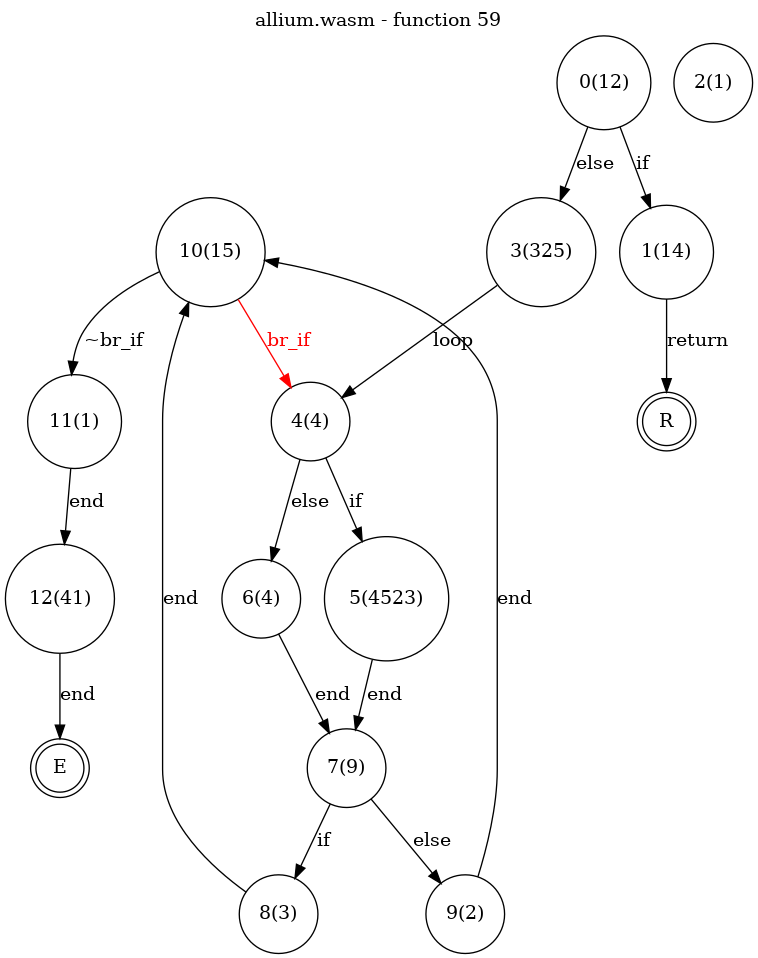 allium.wasm - function 59
0(12)
2(1)
else
if
10(15)
3(325)
1(14)
~br_if
br_if
loop
return
11(1)
4(4)
R
end
else
if
12(41)
end
6(4)
5(4523)
end
end
end
end
E
7(9)
if
else
8(3)
9(2)